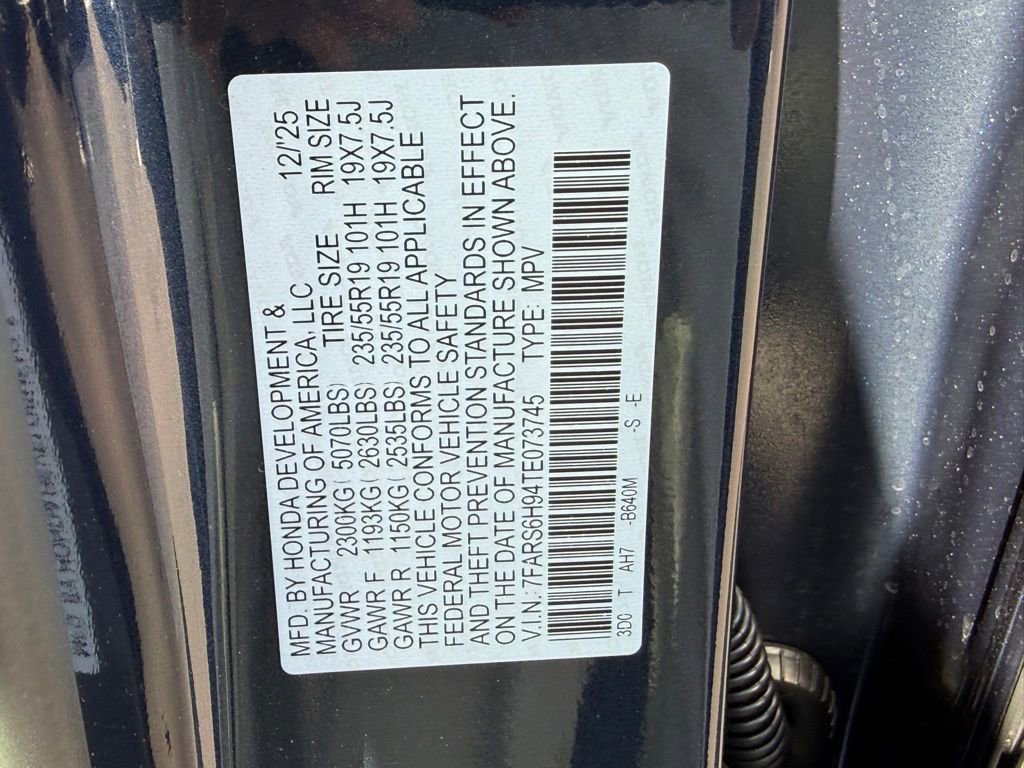 MFD. BY HONDA DEVELOPMENT & 12/'25
MANUFACTURING OF AMERICA, LLC
TIRE SIZE RIM SIZE
GVWR 2300KG( 5070LBS)
GAWR F 1193KG( 2630LBS) 235/55R19 101H 19X7.5J
GAWR R 1150KG( 2535LBS) 235/55R19 101H 19X7.5J
THIS VEHICLE CONFORMS TO ALL APPLICABLE
FEDERAL MOTOR VEHICLE SAFETY
AND THEFT PREVENTION STANDARDS IN EFFECT
ON THE DATE OF MANUFACTURE SHOWN ABOVE.
V.I.N.: 7FARS6H94TE073745 TYPE: MPV
3D0 T AH7 -B640M -S -E